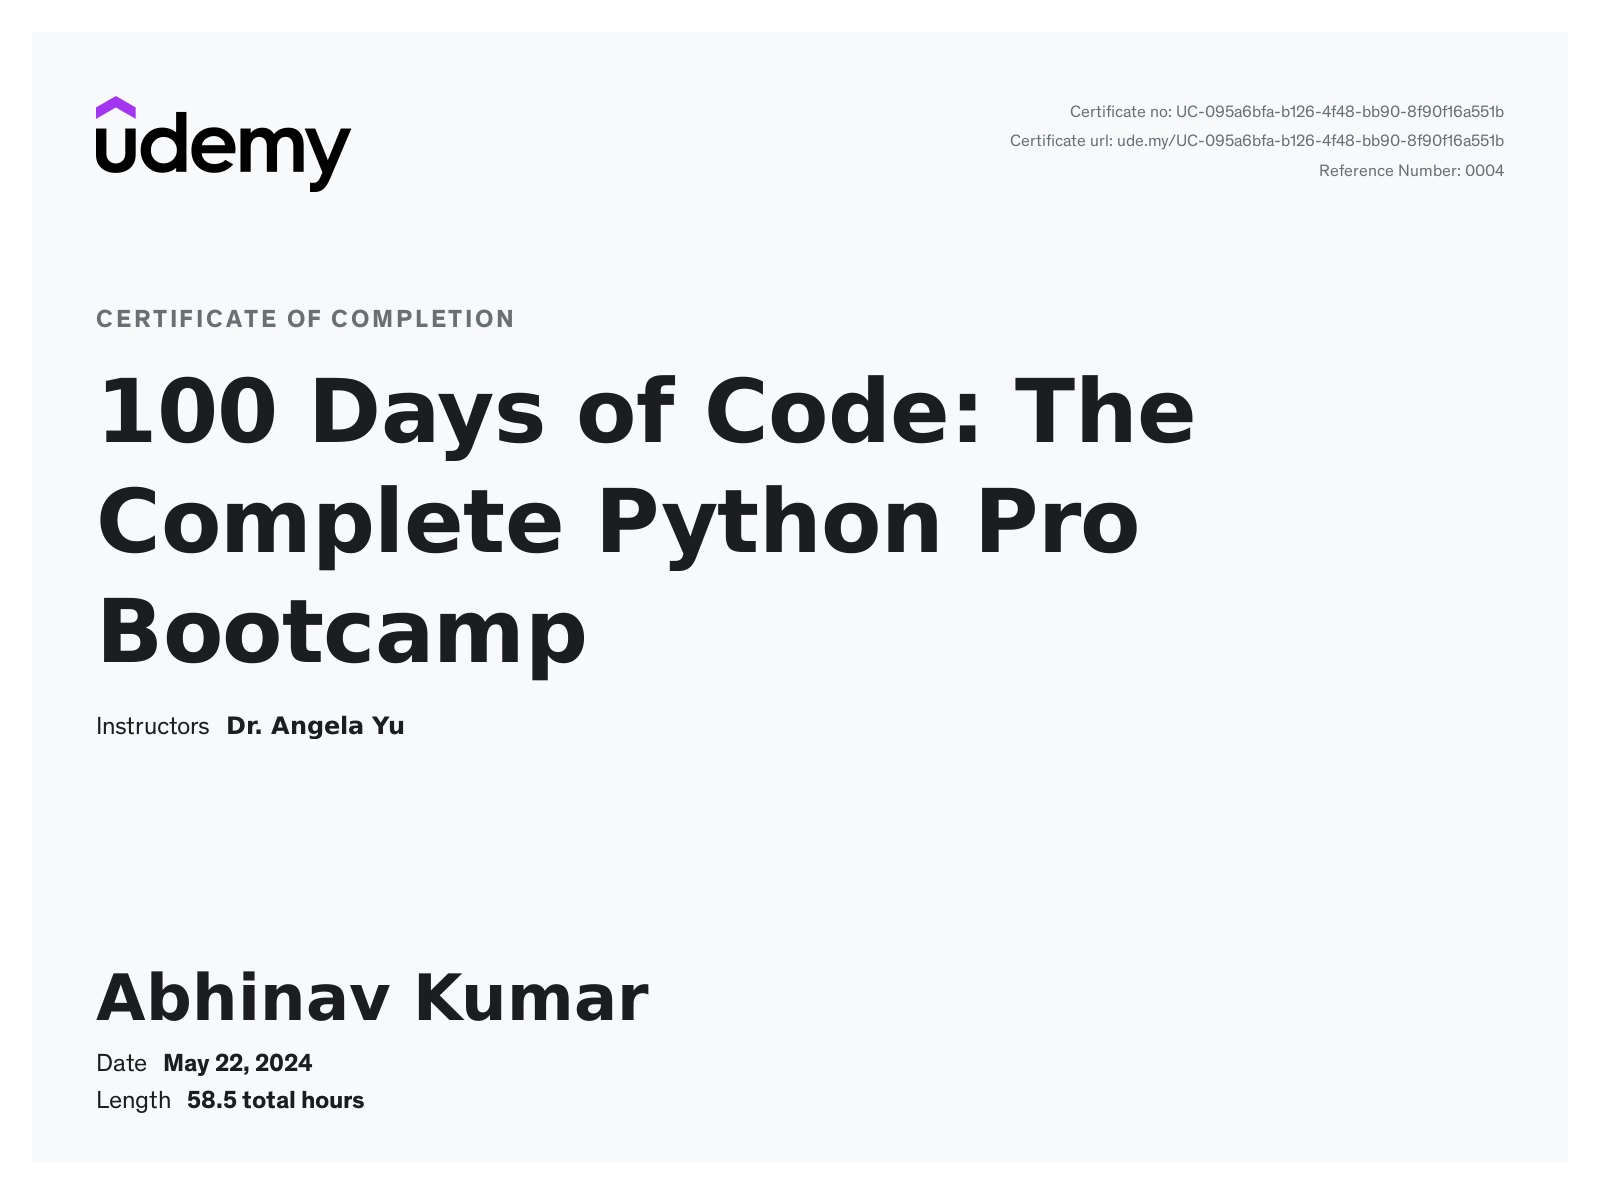 udemy
Certificate no: UC-095a6bfa-b126-4f48-bb90-8f90f16a551b
Certificate url: ude.my/UC-095a6bfa-b126-4f48-bb90-8f90f16a551b
Reference Number: 0004
CERTIFICATE OF COMPLETION
100 Days of Code: The
Complete Python Pro
Bootcamp
Instructors Dr. Angela Yu
Abhinav Kumar
Date May 22, 2024
Length 58.5 total hours